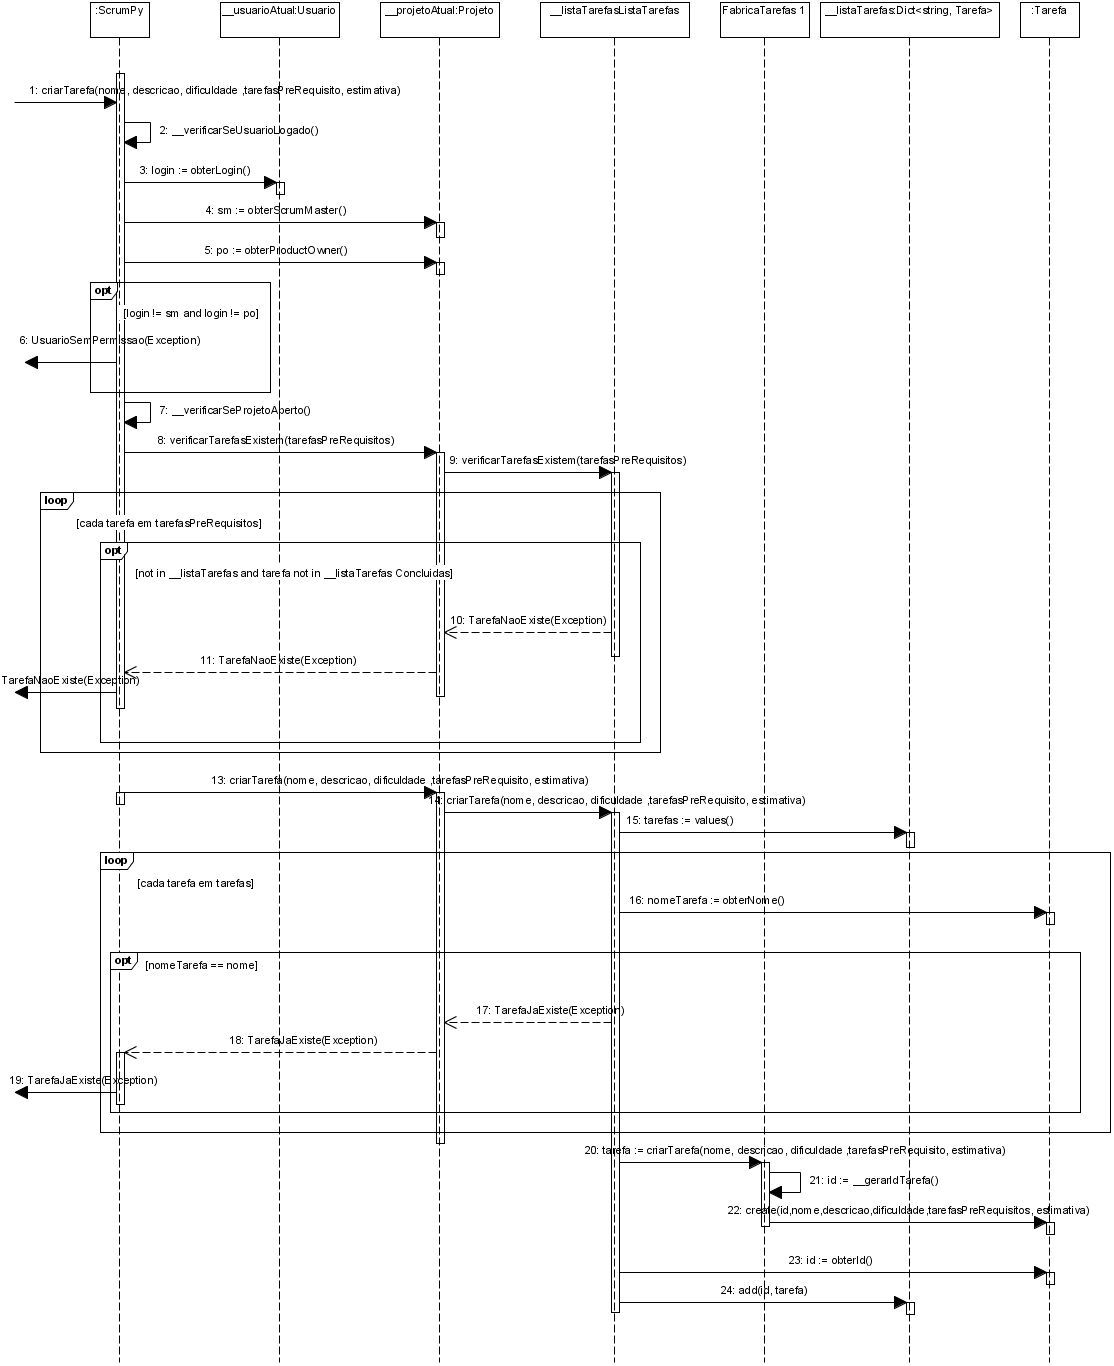 :ScrumPy
__usuarioAtual:Usuario
__projetoAtual:Projeto
__listaTarefasListaTarefas
FabricaTarefas 1
__listaTarefas:Dict<string, Tarefa>
:Tarefa
1: criarTarefa(nome, descricao, dificuldade ,tarefasPreRequisito, estimativa)
2: __verificarSeUsuarioLogado()
3: login := obterLogin()
4: sm := obterScrumMaster()
5: po := obterProductOwner()
opt
[login != sm and login != po]
6: UsuarioSemPermissao(Exception)
7: __verificarSeProjetoAberto()
8: verificarTarefasExistem(tarefasPreRequisitos)
9: verificarTarefasExistem(tarefasPreRequisitos)
loop
[cada tarefa em tarefasPreRequisitos]
opt
[not in __listaTarefas and tarefa not in __listaTarefas Concluidas]
10: TarefaNaoExiste(Exception)
11: TarefaNaoExiste(Exception)
TarefaNaoExiste(Exception)
13: criarTarefa(nome, descricao, dificuldade ,tarefasPreRequisito, estimativa)
14: criarTarefa(nome, descricao, dificuldade ,tarefasPreRequisito, estimativa)
15: tarefas := values()
loop
[cada tarefa em tarefas]
16: nomeTarefa := obterNome()
opt
[nomeTarefa == nome]
17: TarefaJaExiste(Exception)
18: TarefaJaExiste(Exception)
19: TarefaJaExiste(Exception)
20: tarefa := criarTarefa(nome, descricao, dificuldade ,tarefasPreRequisito, estimativa)
21: id := __gerarIdTarefa()
22: create(id,nome,descricao,dificuldade,tarefasPreRequisitos, estimativa)
23: id := obterId()
24: add(id, tarefa)